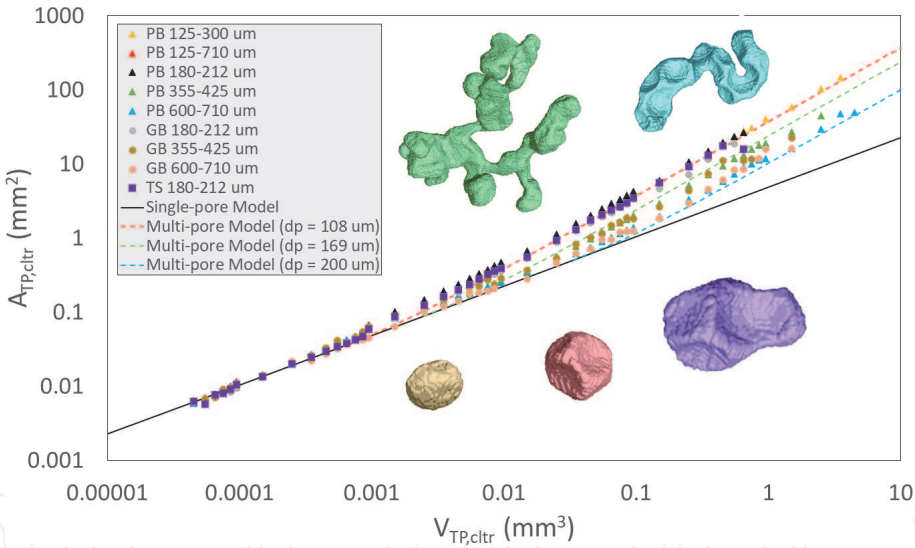 1000
100
10
1
0.1
0.01
0.001
A_TP,cltr (mm²)
PB 125-300 um
PB 125-710 um
PB 180-212 um
PB 355-425 um
PB 600-710 um
GB 180-212 um
GB 355-425 um
GB 600-710 um
TS 180-212 um
Single-pore Model
Multi-pore Model (dp = 108 um)
Multi-pore Model (dp = 169 um)
Multi-pore Model (dp = 200 um)
0.00001 0.0001 0.001 0.01 0.1 1 10
V_TP,cltr (mm³)